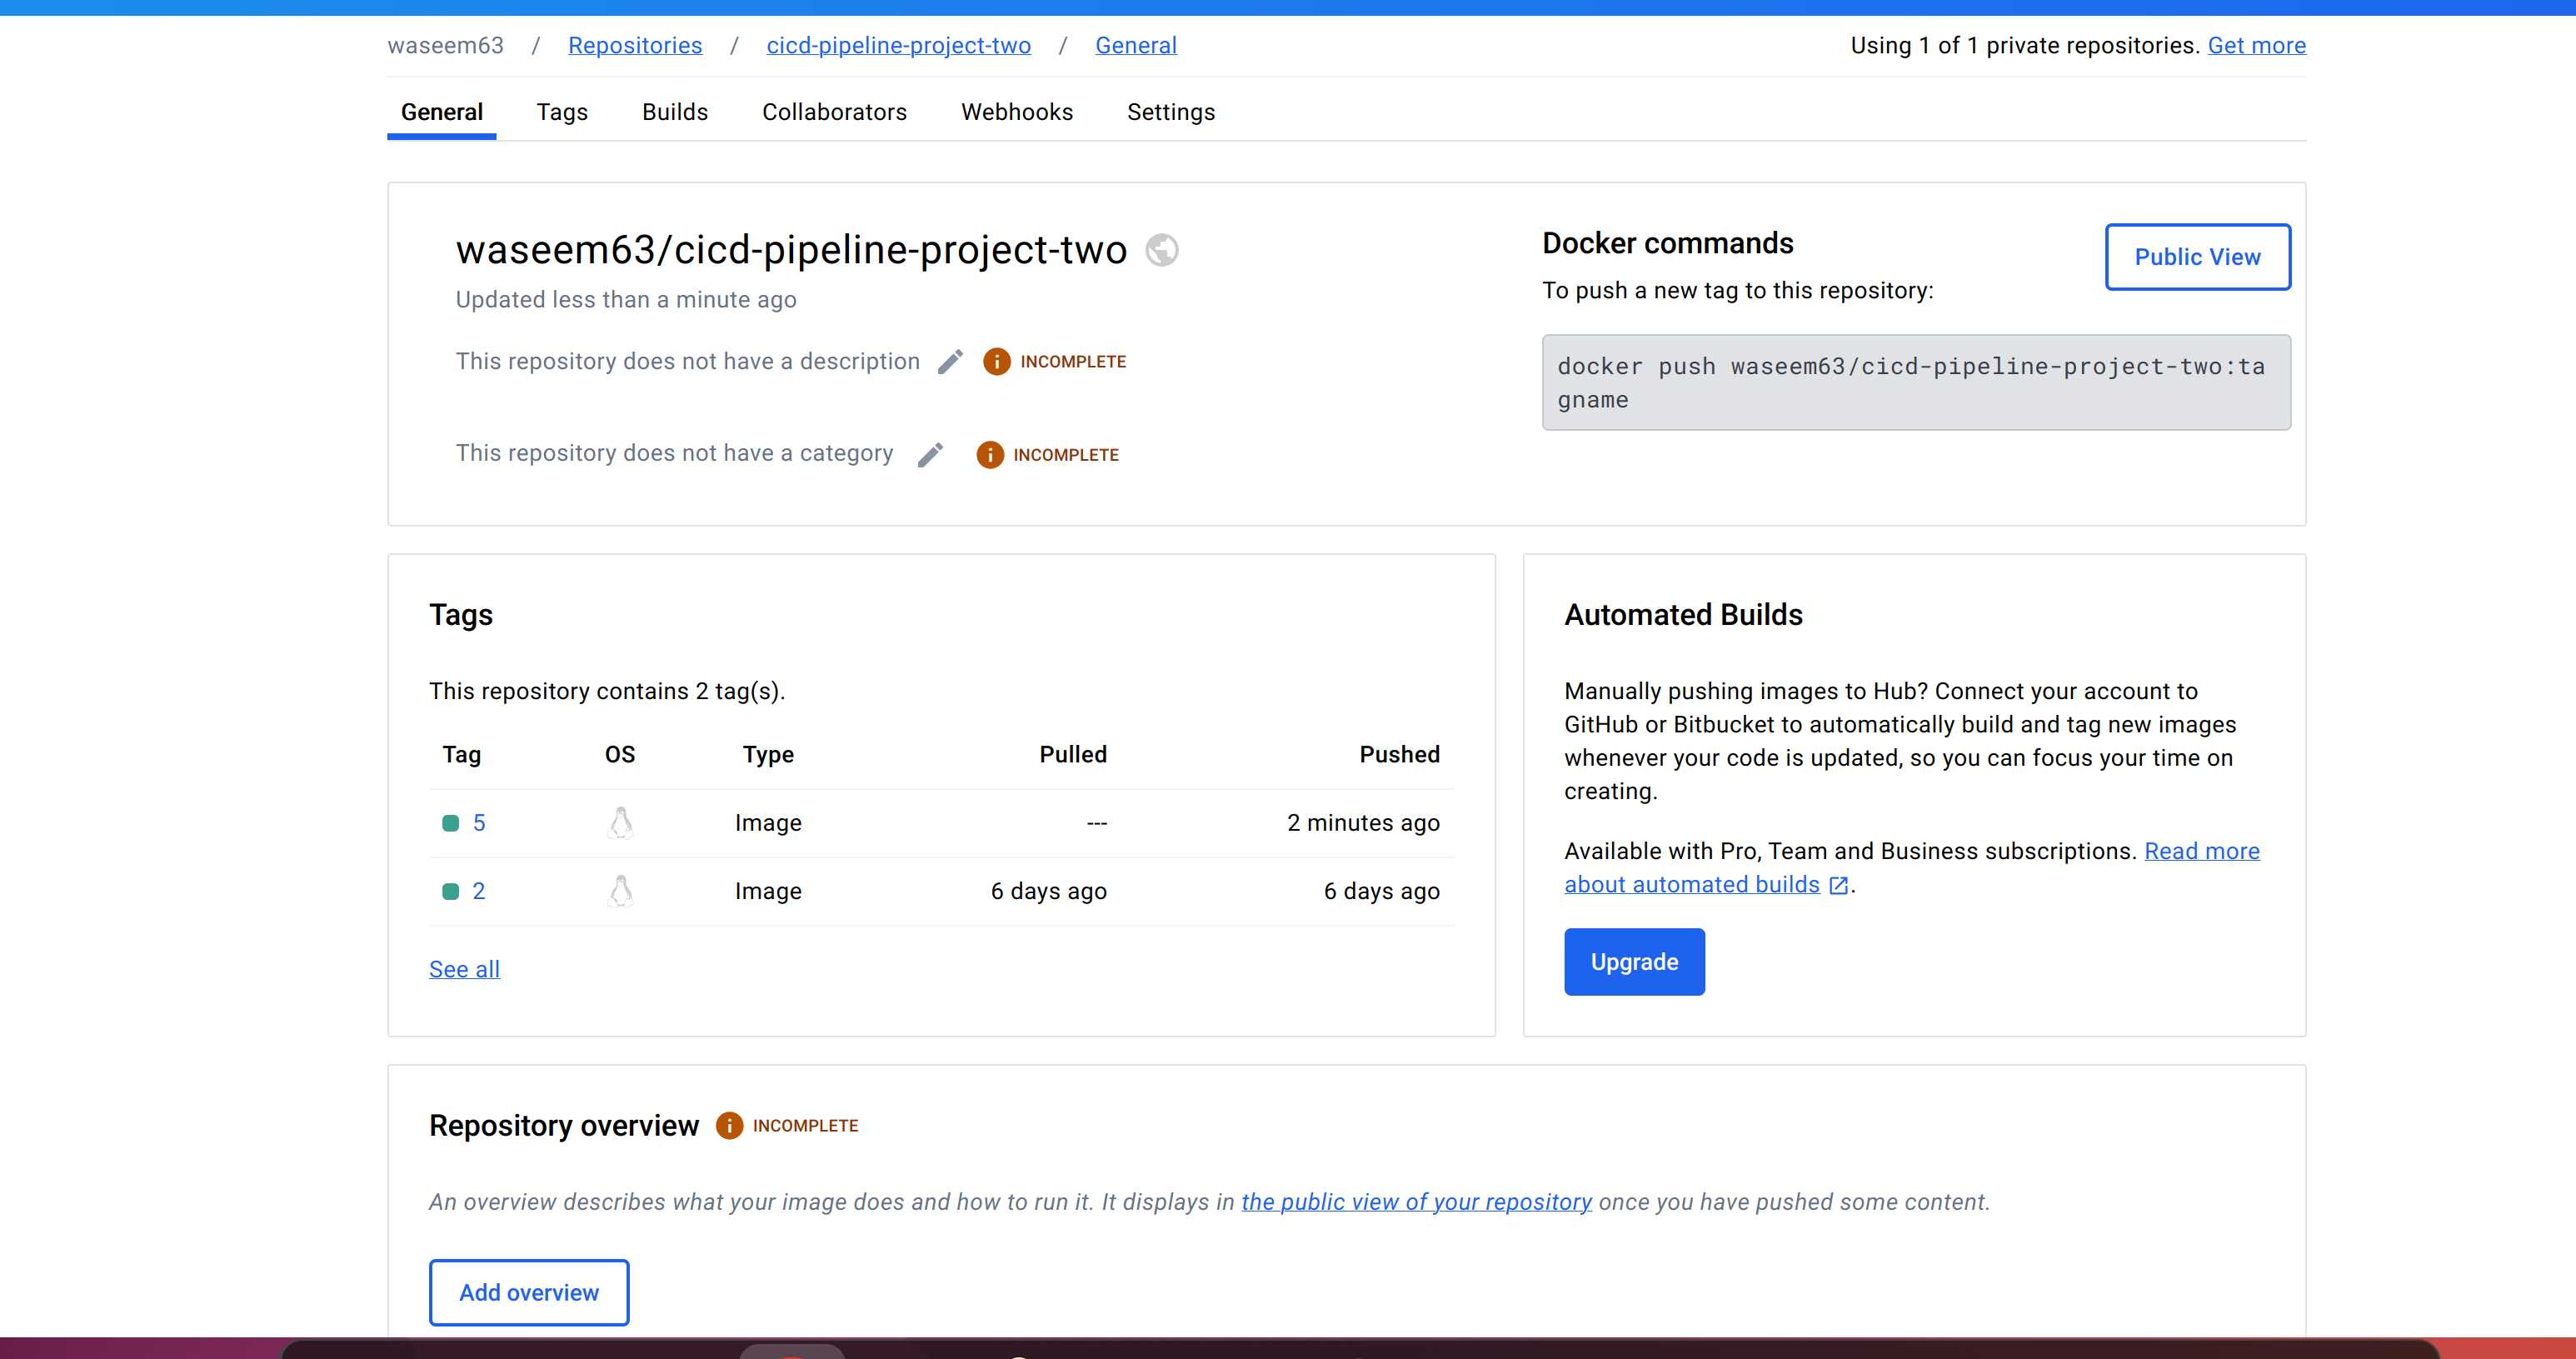 waseem63 / Repositories / cicd-pipeline-project-two / General
Using 1 of 1 private repositories. Get more
General Tags Builds Collaborators Webhooks Settings
waseem63/cicd-pipeline-project-two
Updated less than a minute ago
This repository does not have a description INCOMPLETE
This repository does not have a category INCOMPLETE
Docker commands
Public View
To push a new tag to this repository:
docker push waseem63/cicd-pipeline-project-two:ta
gname
Tags
This repository contains 2 tag(s).
Tag OS Type Pulled Pushed
5 Image --- 2 minutes ago
2 Image 6 days ago 6 days ago
See all
Automated Builds
Manually pushing images to Hub? Connect your account to
GitHub or Bitbucket to automatically build and tag new images
whenever your code is updated, so you can focus your time on
creating.
Available with Pro, Team and Business subscriptions. Read more
about automated builds .
Upgrade
Repository overview INCOMPLETE
An overview describes what your image does and how to run it. It displays in the public view of your repository once you have pushed some content.
Add overview